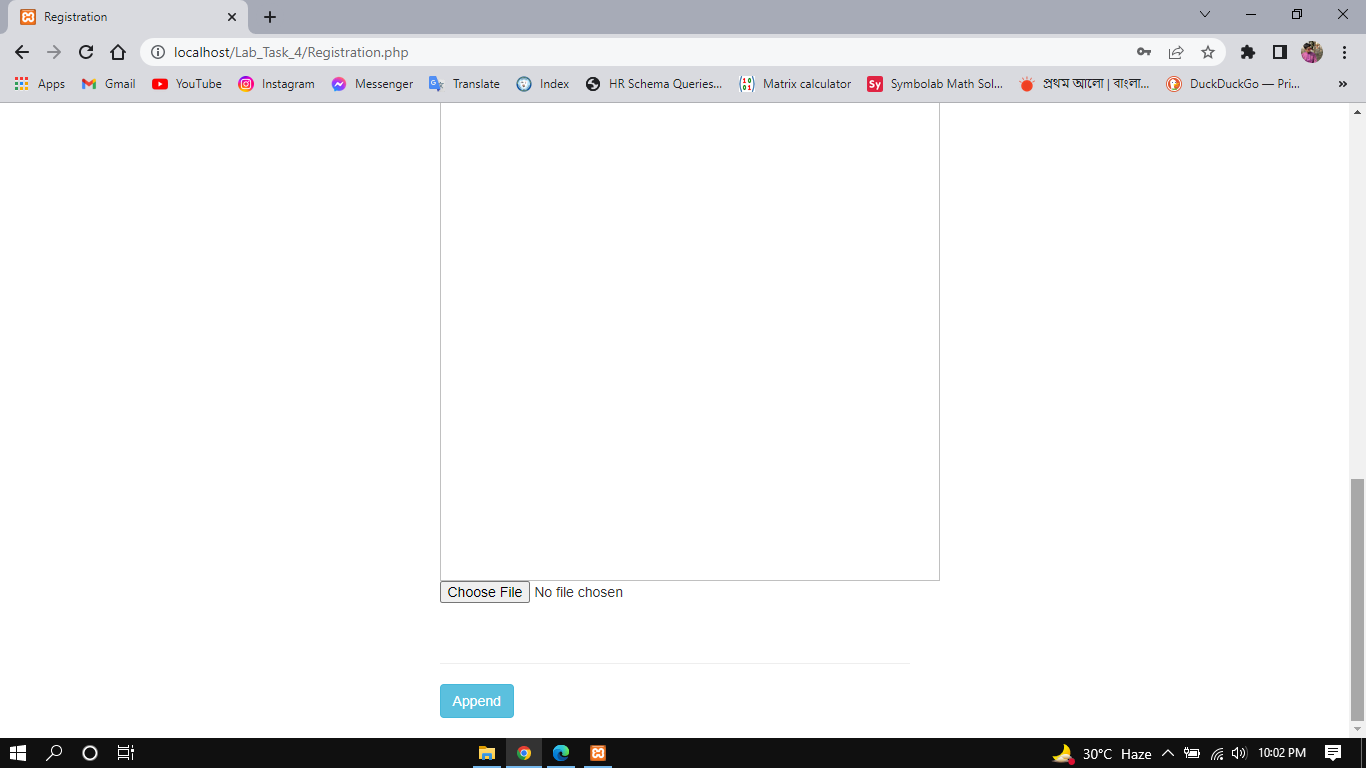 Registration
localhost/Lab_Task_4/Registration.php
Apps Gmail YouTube Instagram Messenger Translate Index HR Schema Queries... Matrix calculator Sy Symbolab Math Sol... প্রথম আলো | বাংলা... DuckDuckGo — Pri... »
Choose File No file chosen
Append
30°C Haze 10:02 PM